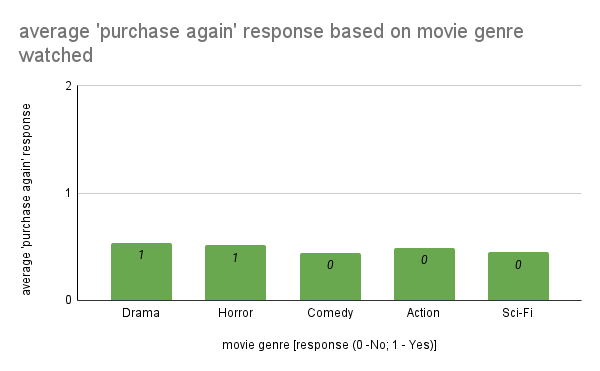 average 'purchase again' response based on movie genre
watched
average 'purchase again' response
2
1
0
1
1
0
0
0
Drama
Horror
Comedy
Action
Sci-Fi
movie genre [response (0 -No; 1 - Yes)]